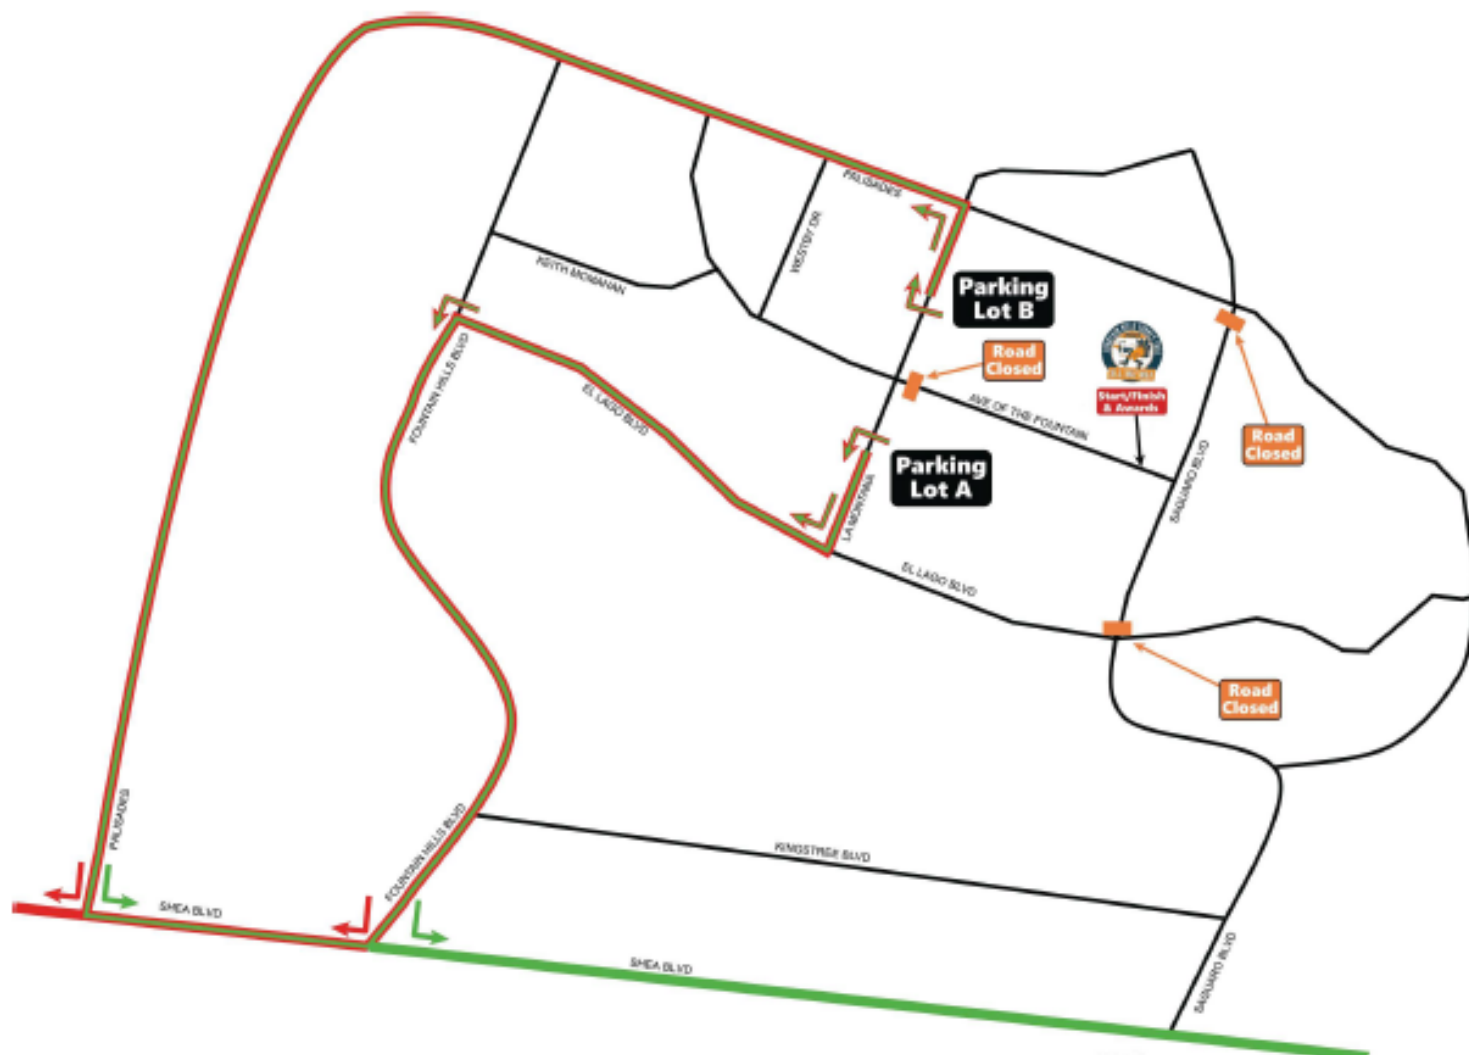 PALISADES
WESTBY DR
KEITH MCMAHAN
Parking
Lot B
Road
Closed
Start/Finish
& Awards
FOUNTAIN HILLS BLVD
EL LAGO BLVD
AVE OF THE FOUNTAIN
Road
Closed
Parking
Lot A
LA MONTANA
SAGUARO BLVD
EL LAGO BLVD
Road
Closed
PALISADES
FOUNTAIN HILLS BLVD
KINGSTREE BLVD
SHEA BLVD
SHEA BLVD
SAGUARO BLVD